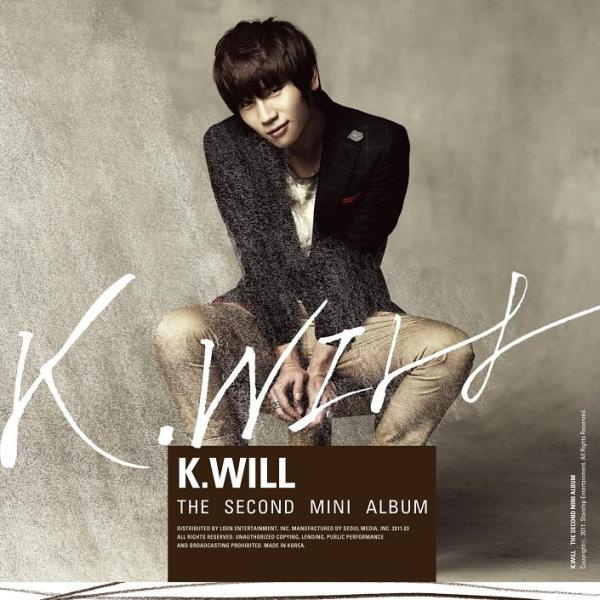 K.WILL
K.WILL
THE SECOND MINI ALBUM
DISTRIBUTED BY LOEN ENTERTAINMENT, INC. MANUFACTURED BY SEOUL MEDIA, INC. 2011.03
ALL RIGHTS RESERVED. UNAUTHORIZED COPYING, LENDING, PUBLIC PERFORMANCE
AND BROADCASTING PROHIBITED. MADE IN KOREA.
K.WILL THE SECOND MINI ALBUM
Copyright© 2011. Starship Entertainment. All Rights Reserved.